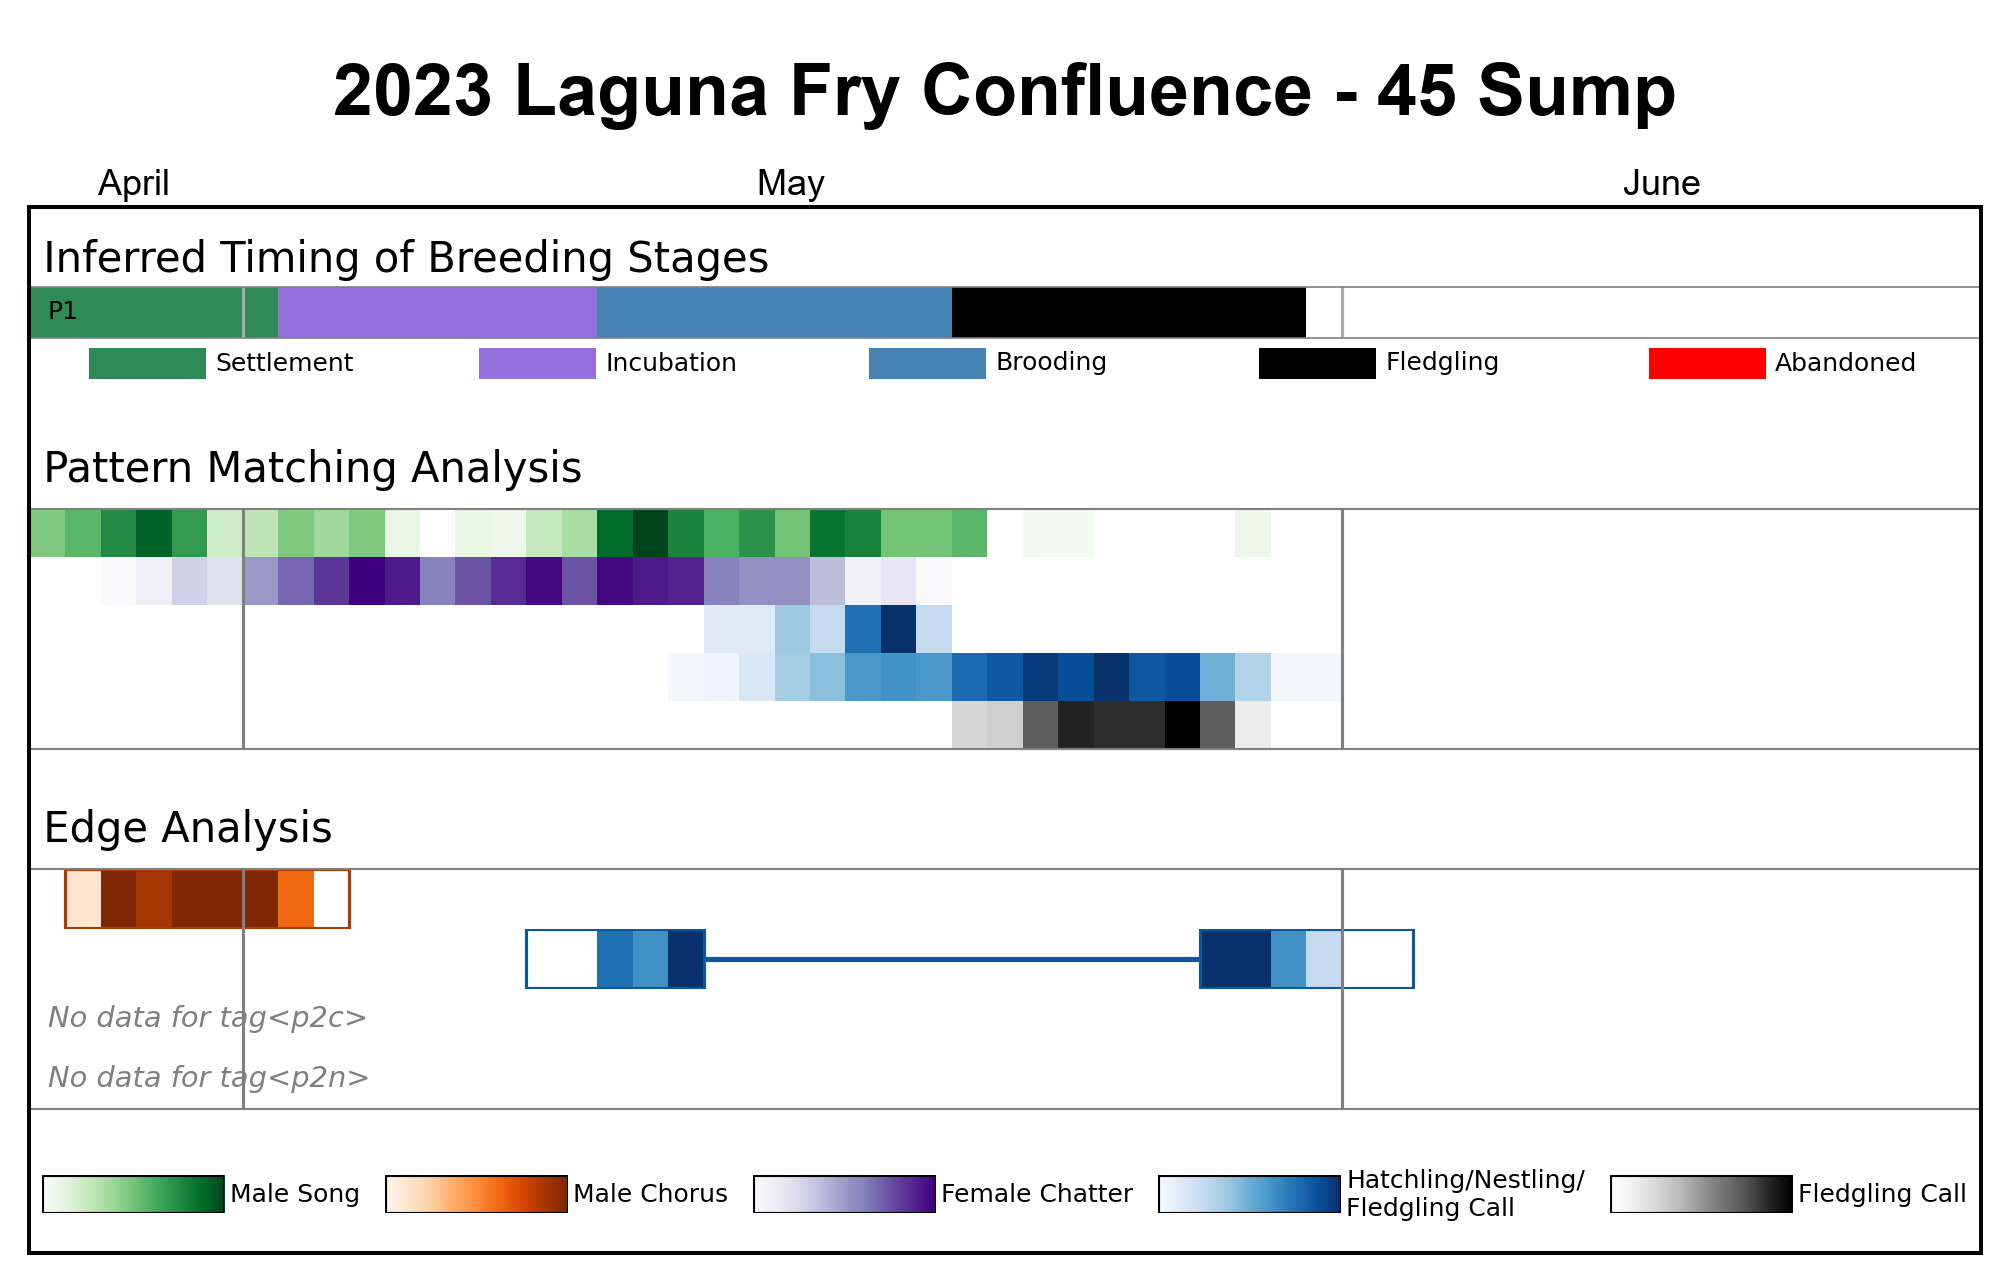 2023 Laguna Fry Confluence - 45 Sump
April May June
Inferred Timing of Breeding Stages
P1
Settlement Incubation Brooding Fledgling Abandoned
Pattern Matching Analysis
Edge Analysis
No data for tag<p2c>
No data for tag<p2n>
Male Song Male Chorus Female Chatter Hatchling/Nestling/
Fledgling Call Fledgling Call